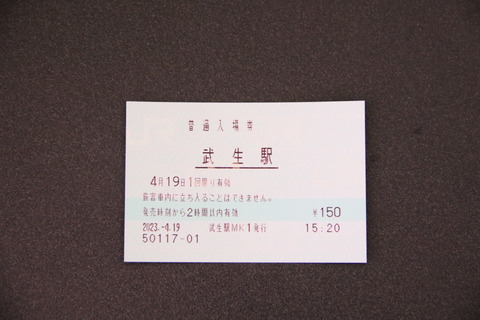 普通入場券
武生駅
4月19日1回限り有効
旅客車内に立ち入ることはできません。
発売時刻から2時間以内有効 ¥150
2023.-4.19 武生駅MK1発行 15:20
50117-01